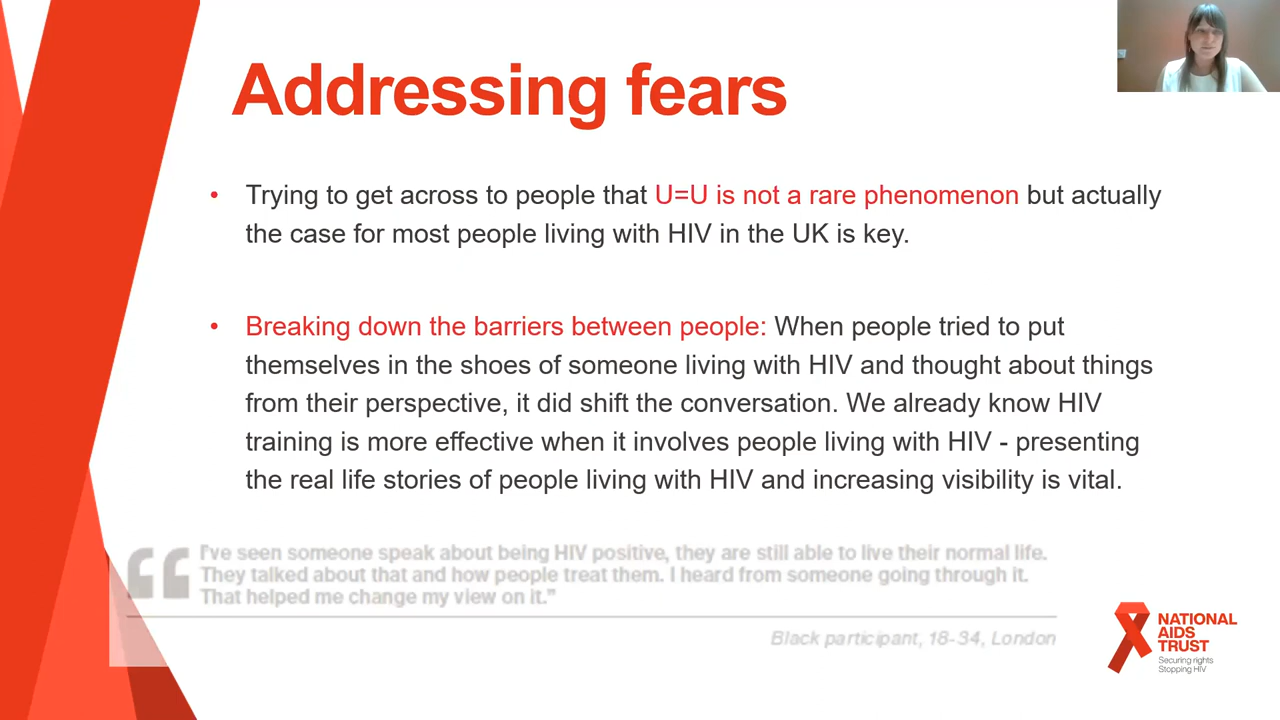 Addressing fears
• Trying to get across to people that U=U is not a rare phenomenon but actually
the case for most people living with HIV in the UK is key.
• Breaking down the barriers between people: When people tried to put
themselves in the shoes of someone living with HIV and thought about things
from their perspective, it did shift the conversation. We already know HIV
training is more effective when it involves people living with HIV - presenting
the real life stories of people living with HIV and increasing visibility is vital.
“I've seen someone speak about being HIV positive, they are still able to live their normal life.
They talked about that and how people treat them. I heard from someone going through it.
That helped me change my view on it.”
Black participant, 18-34, London
NATIONAL
AIDS
TRUST
Securing rights
Stopping HIV